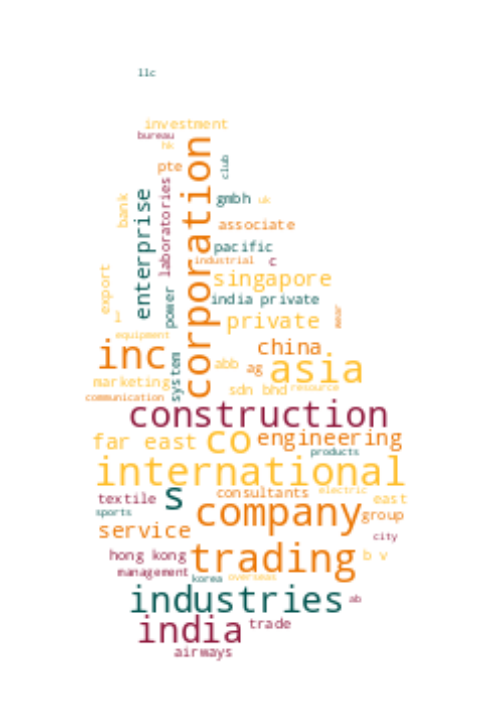 llc
investment
bureau
hk
corporation
pte
club
laboratories
enterprise
gmbh
uk
bank
associate
pacific
industrial
c
export
singapore
power
india private
l
private
wear
equipment
inc
china
system
asia
abb
ag
marketing
sdn bhd
resource
communication
construction
far east
co
engineering
products
international
textile
s
consultants
electric
east
sports
company
group
service
city
hong kong
trading
b v
management
korea
overseas
industries
ab
india
trade
airways